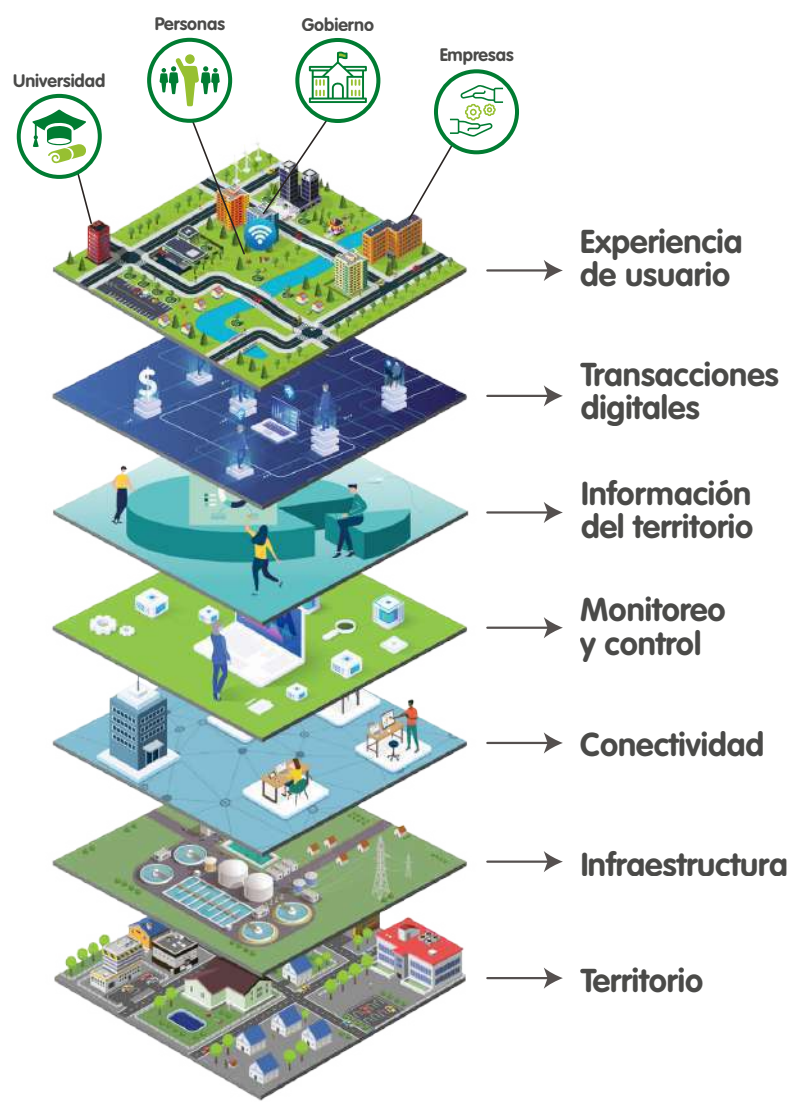 Personas
Gobierno
Empresas
Universidad
Experiencia
de usuario
Transacciones
digitales
$
Información
del territorio
Monitoreo
y control
Conectividad
Infraestructura
Territorio